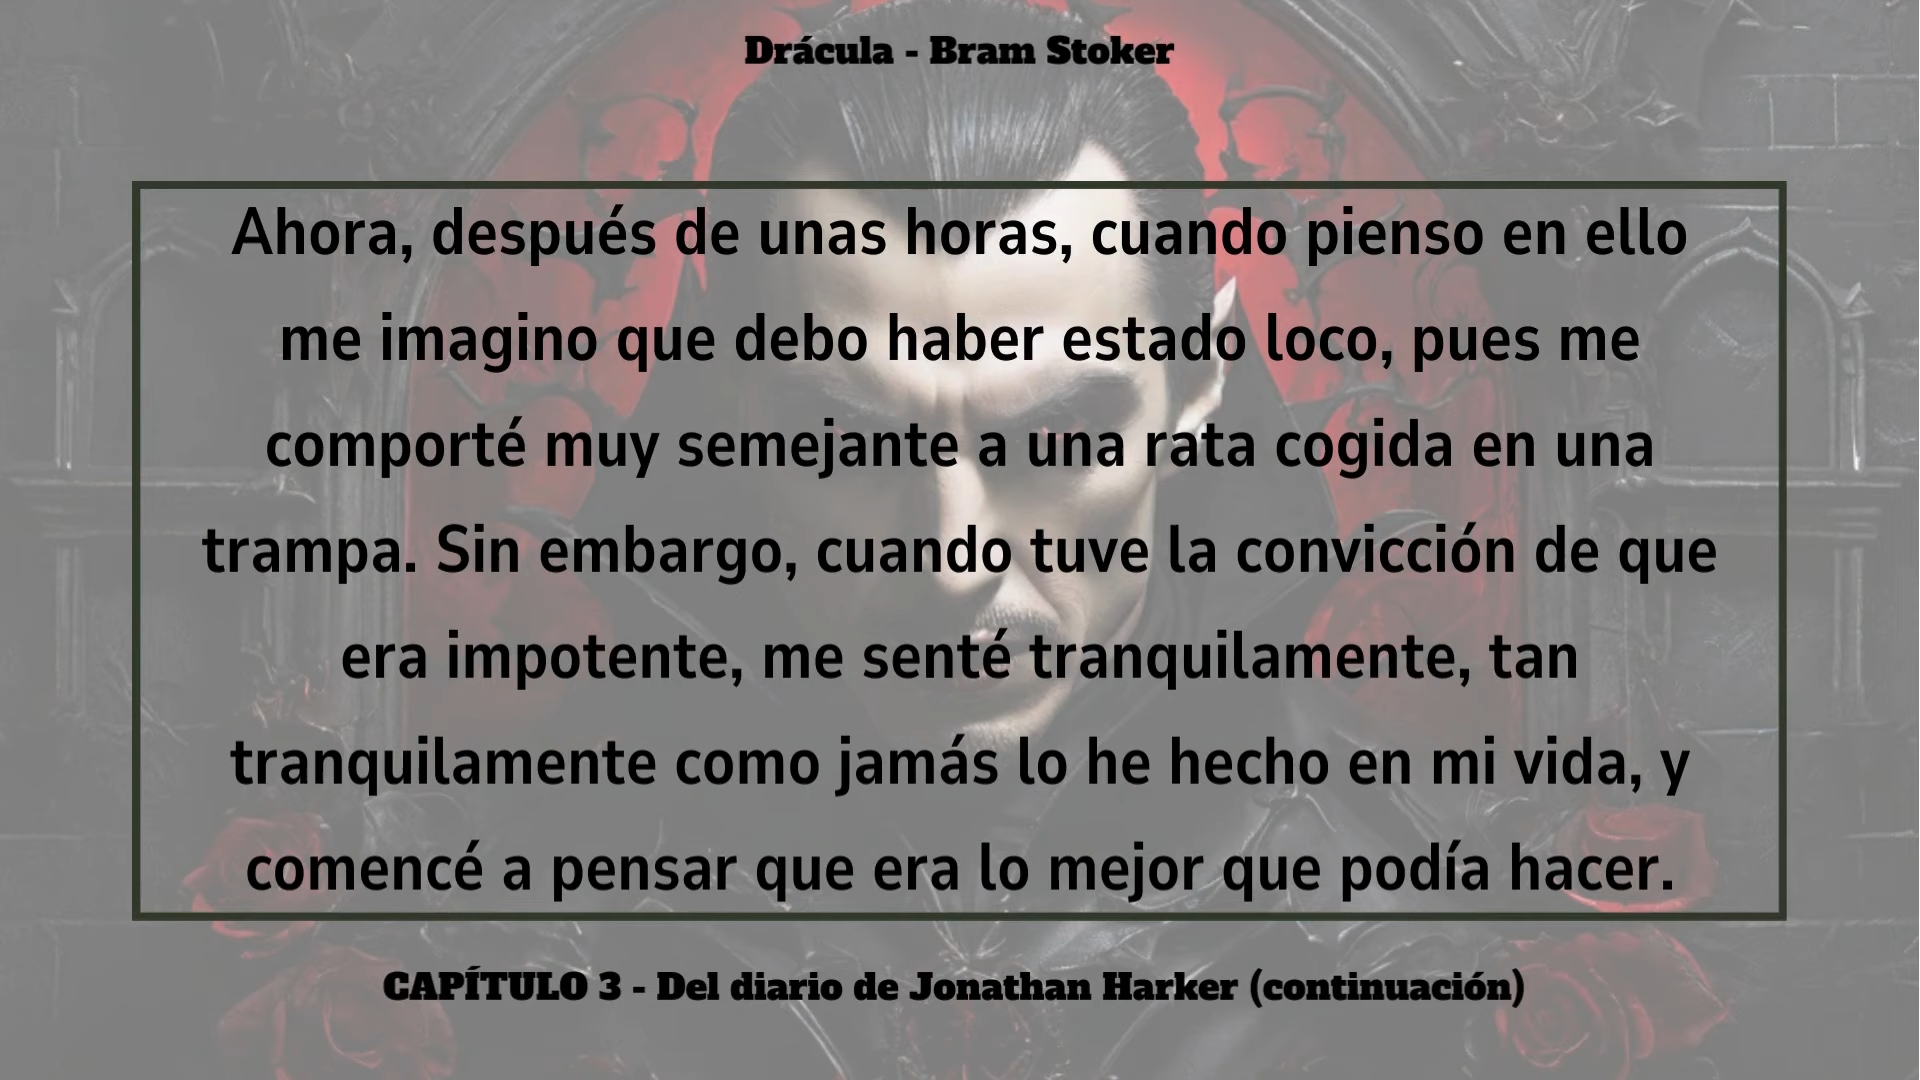 Drácula - Bram Stoker
Ahora, después de unas horas, cuando pienso en ello
me imagino que debo haber estado loco, pues me
comporté muy semejante a una rata cogida en una
trampa. Sin embargo, cuando tuve la convicción de que
era impotente, me senté tranquilamente, tan
tranquilamente como jamás lo he hecho en mi vida, y
comencé a pensar que era lo mejor que podía hacer.
CAPÍTULO 3 - Del diario de Jonathan Harker (continuación)